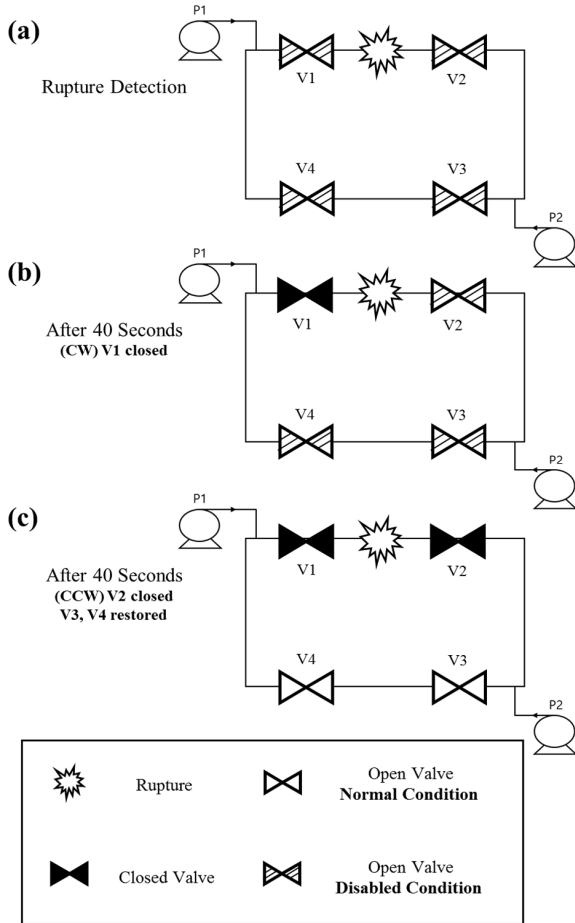 (a)
P1
V1
V2
Rupture Detection
V4
V3
P2
(b)
P1
V1
V2
After 40 Seconds
(CW) V1 closed
V4
V3
P2
(c)
P1
V1
V2
After 40 Seconds
(CCW) V2 closed
V3, V4 restored
V4
V3
P2
Rupture
Open Valve
Normal Condition
Closed Valve
Open Valve
Disabled Condition